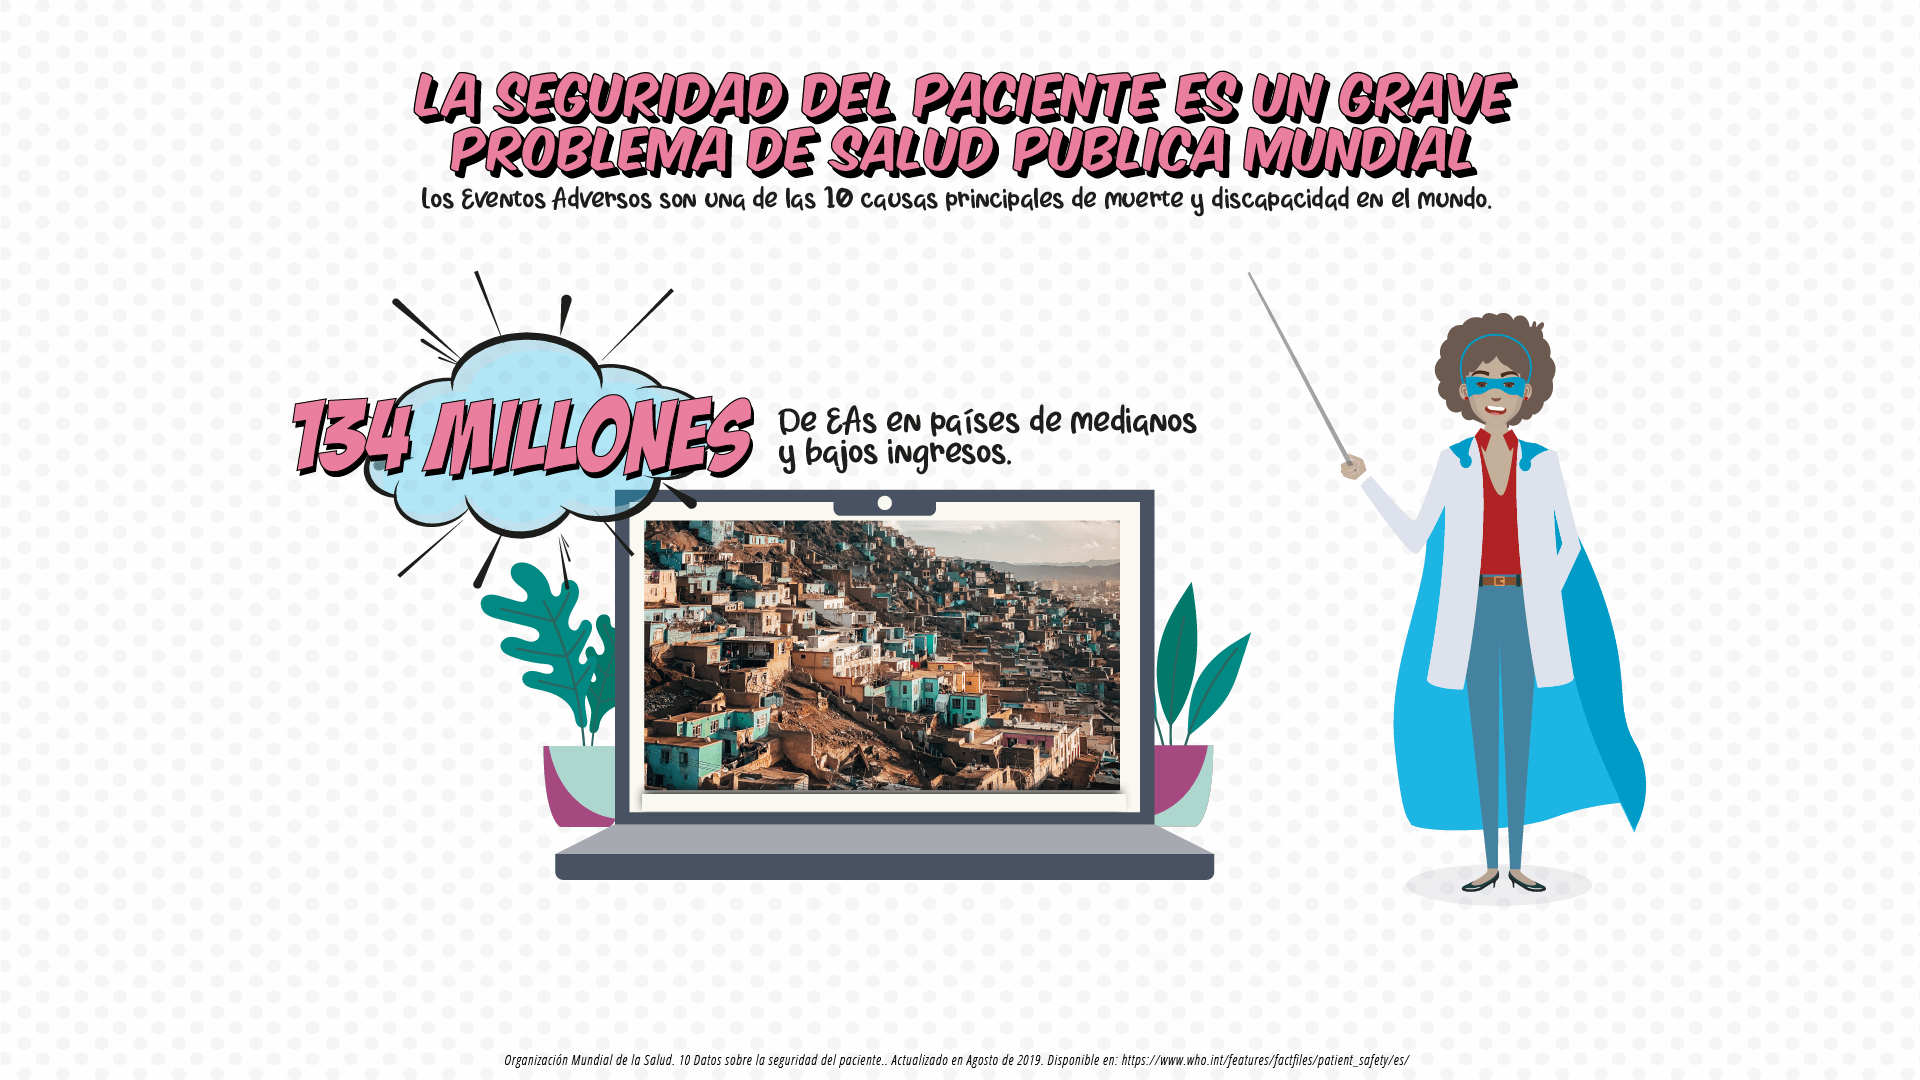 LA SEGURIDAD DEL PACIENTE ES UN GRAVE
PROBLEMA DE SALUD PUBLICA MUNDIAL
Los Eventos Adversos son una de las 10 causas principales de muerte y discapacidad en el mundo.
134 MILLONES
De EAs en países de medianos
y bajos ingresos.
Organización Mundial de la Salud. 10 Datos sobre la seguridad del paciente.. Actualizado en Agosto de 2019. Disponible en: https://www.who.int/features/factfiles/patient_safety/es/